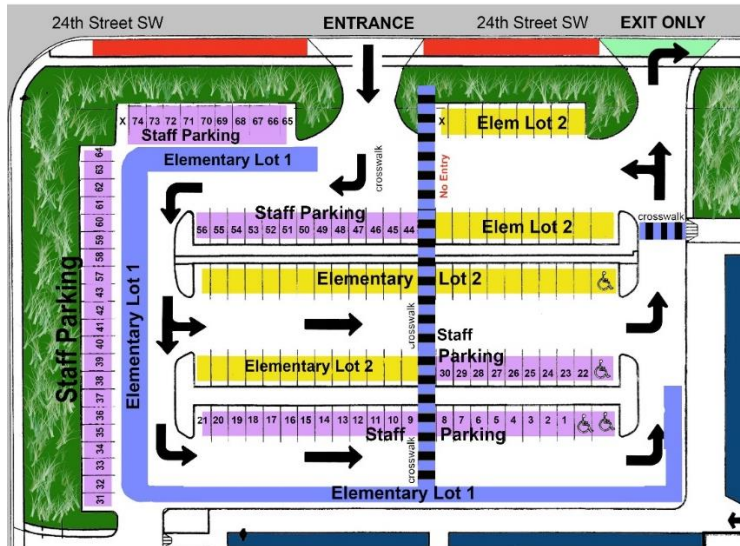 24th Street SW
ENTRANCE
24th Street SW
EXIT ONLY
X 74 73 72 71 70 69 68 67 66 65
Staff Parking
X
Elem Lot 2
Elementary Lot 1
crosswalk
No Entry
64
63
62
61
60
59
58
57
43
42
41
40
39
38
37
36
35
34
33
32
31
Staff Parking
Elementary Lot 1
Staff Parking
56 55 54 53 52 51 50 49 48 47 46 45 44
Elem Lot 2
crosswalk
Elementary Lot 2
crosswalk
Staff
Parking
Elementary Lot 2
30 29 28 27 26 25 24 23 22
21 20 19 18 17 16 15 14 13 12 11 10 9
8 7 6 5 4 3 2 1
Staff Parking
crosswalk
Elementary Lot 1